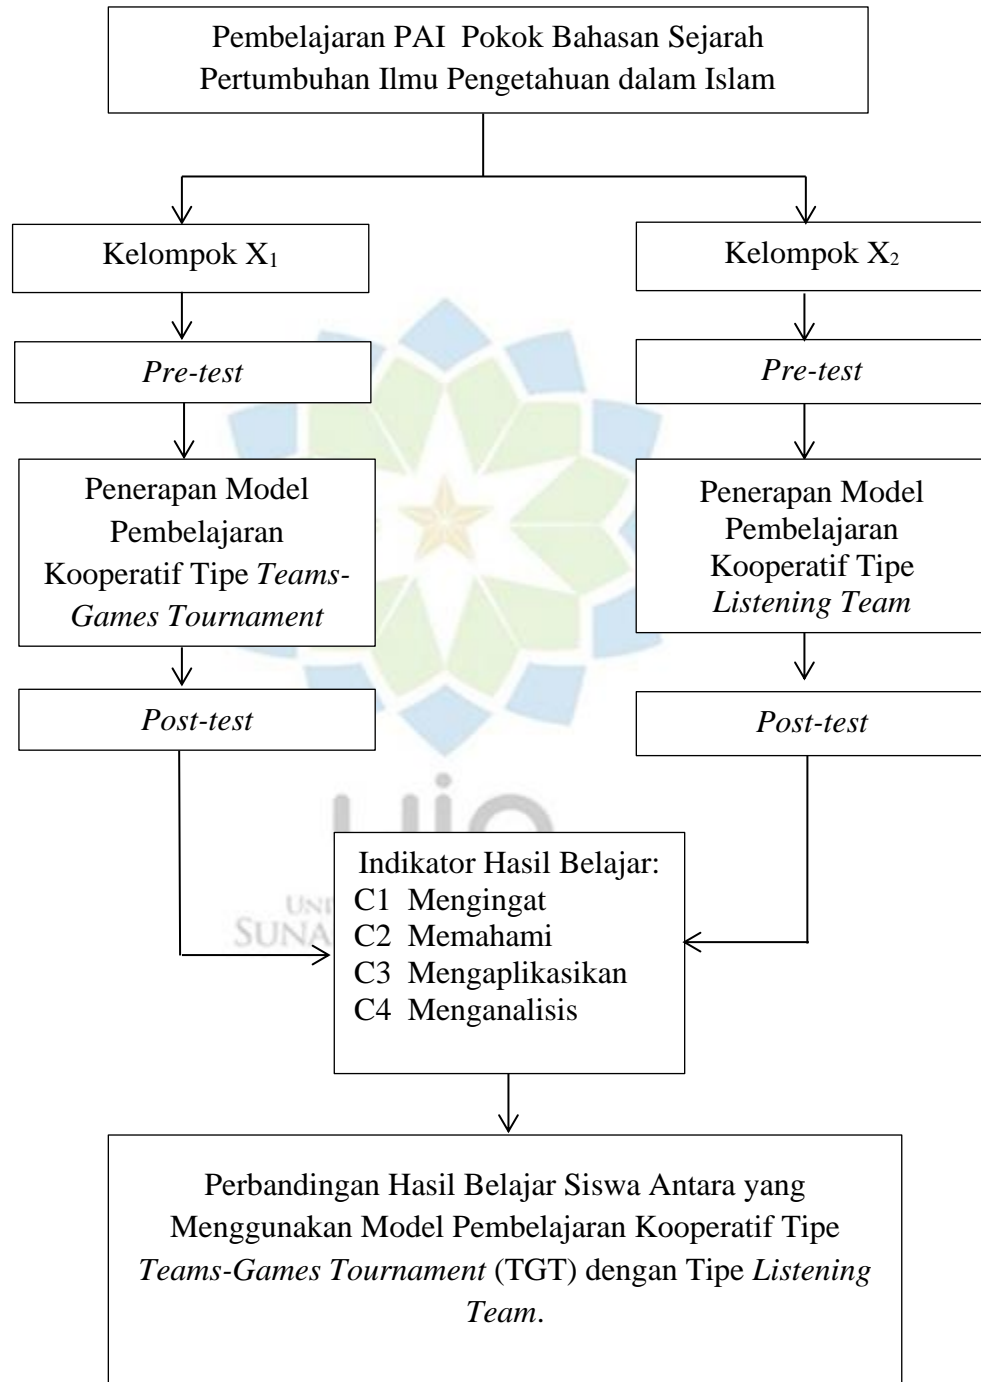 Pembelajaran PAI Pokok Bahasan Sejarah
Pertumbuhan Ilmu Pengetahuan dalam Islam
Kelompok X₁
Kelompok X₂
Pre-test
Pre-test
Penerapan Model
Pembelajaran
Kooperatif Tipe Teams-
Games Tournament
Penerapan Model
Pembelajaran
Kooperatif Tipe
Listening Team
Post-test
Post-test
Indikator Hasil Belajar:
C1 Mengingat
C2 Memahami
C3 Mengaplikasikan
C4 Menganalisis
Perbandingan Hasil Belajar Siswa Antara yang
Menggunakan Model Pembelajaran Kooperatif Tipe
Teams-Games Tournament (TGT) dengan Tipe Listening
Team.